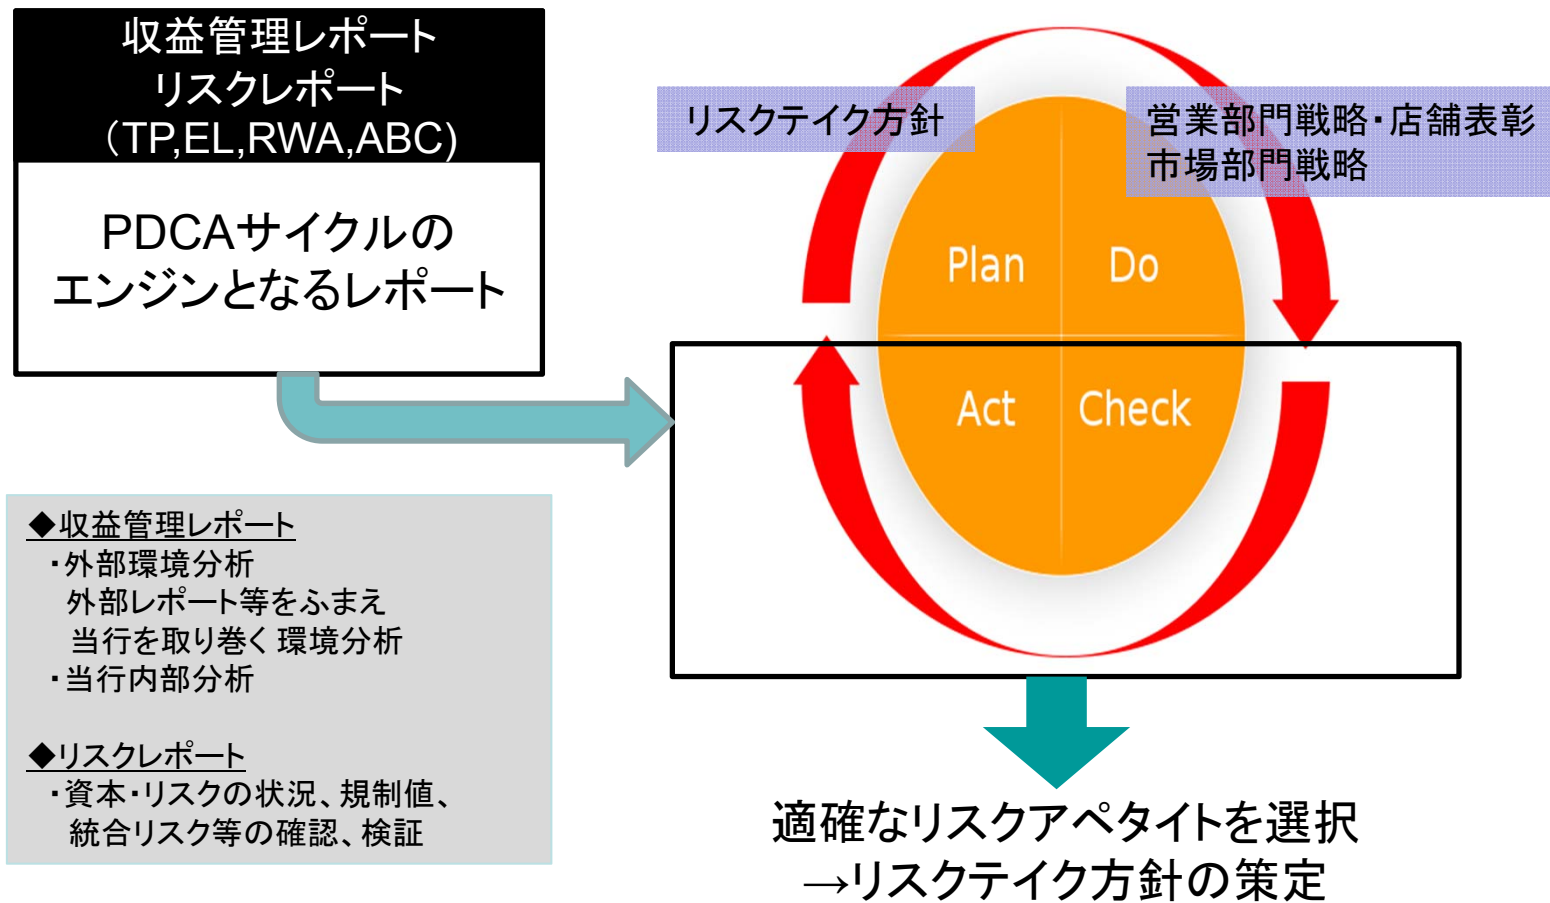 収益管理レポート
リスクレポート
(TP,EL,RWA,ABC)
PDCAサイクルの
エンジンとなるレポート
リスクテイク方針
営業部門戦略・店舗表彰
市場部門戦略
Plan
Do
Act
Check
◆収益管理レポート
・外部環境分析
外部レポート等をふまえ
当行を取り巻く環境分析
・当行内部分析
◆リスクレポート
・資本・リスクの状況、規制値、
統合リスク等の確認、検証
適確なリスクアペタイトを選択
→リスクテイク方針の策定